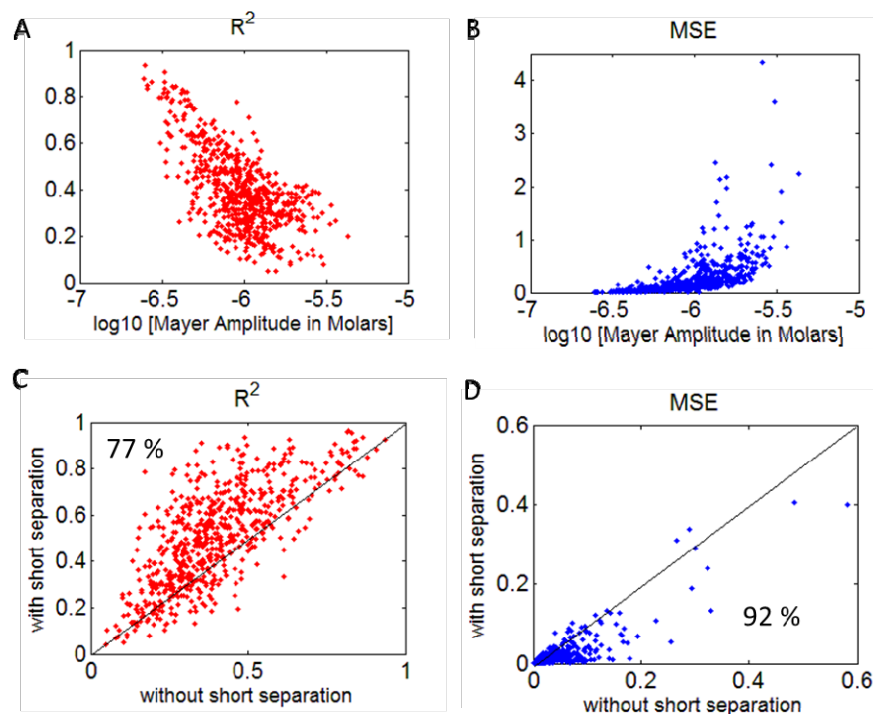 A
R²
1
0.8
0.6
0.4
0.2
0
-7
-6.5
-6
-5.5
-5
log10 [Mayer Amplitude in Molars]
B
MSE
4
3
2
1
0
-7
-6.5
-6
-5.5
-5
log10 [Mayer Amplitude in Molars]
C
R²
77 %
with short separation
1
0.8
0.6
0.4
0.2
0
0
0.5
1
without short separation
D
MSE
92 %
with short separation
0.6
0.4
0.2
0
0
0.2
0.4
0.6
without short separation